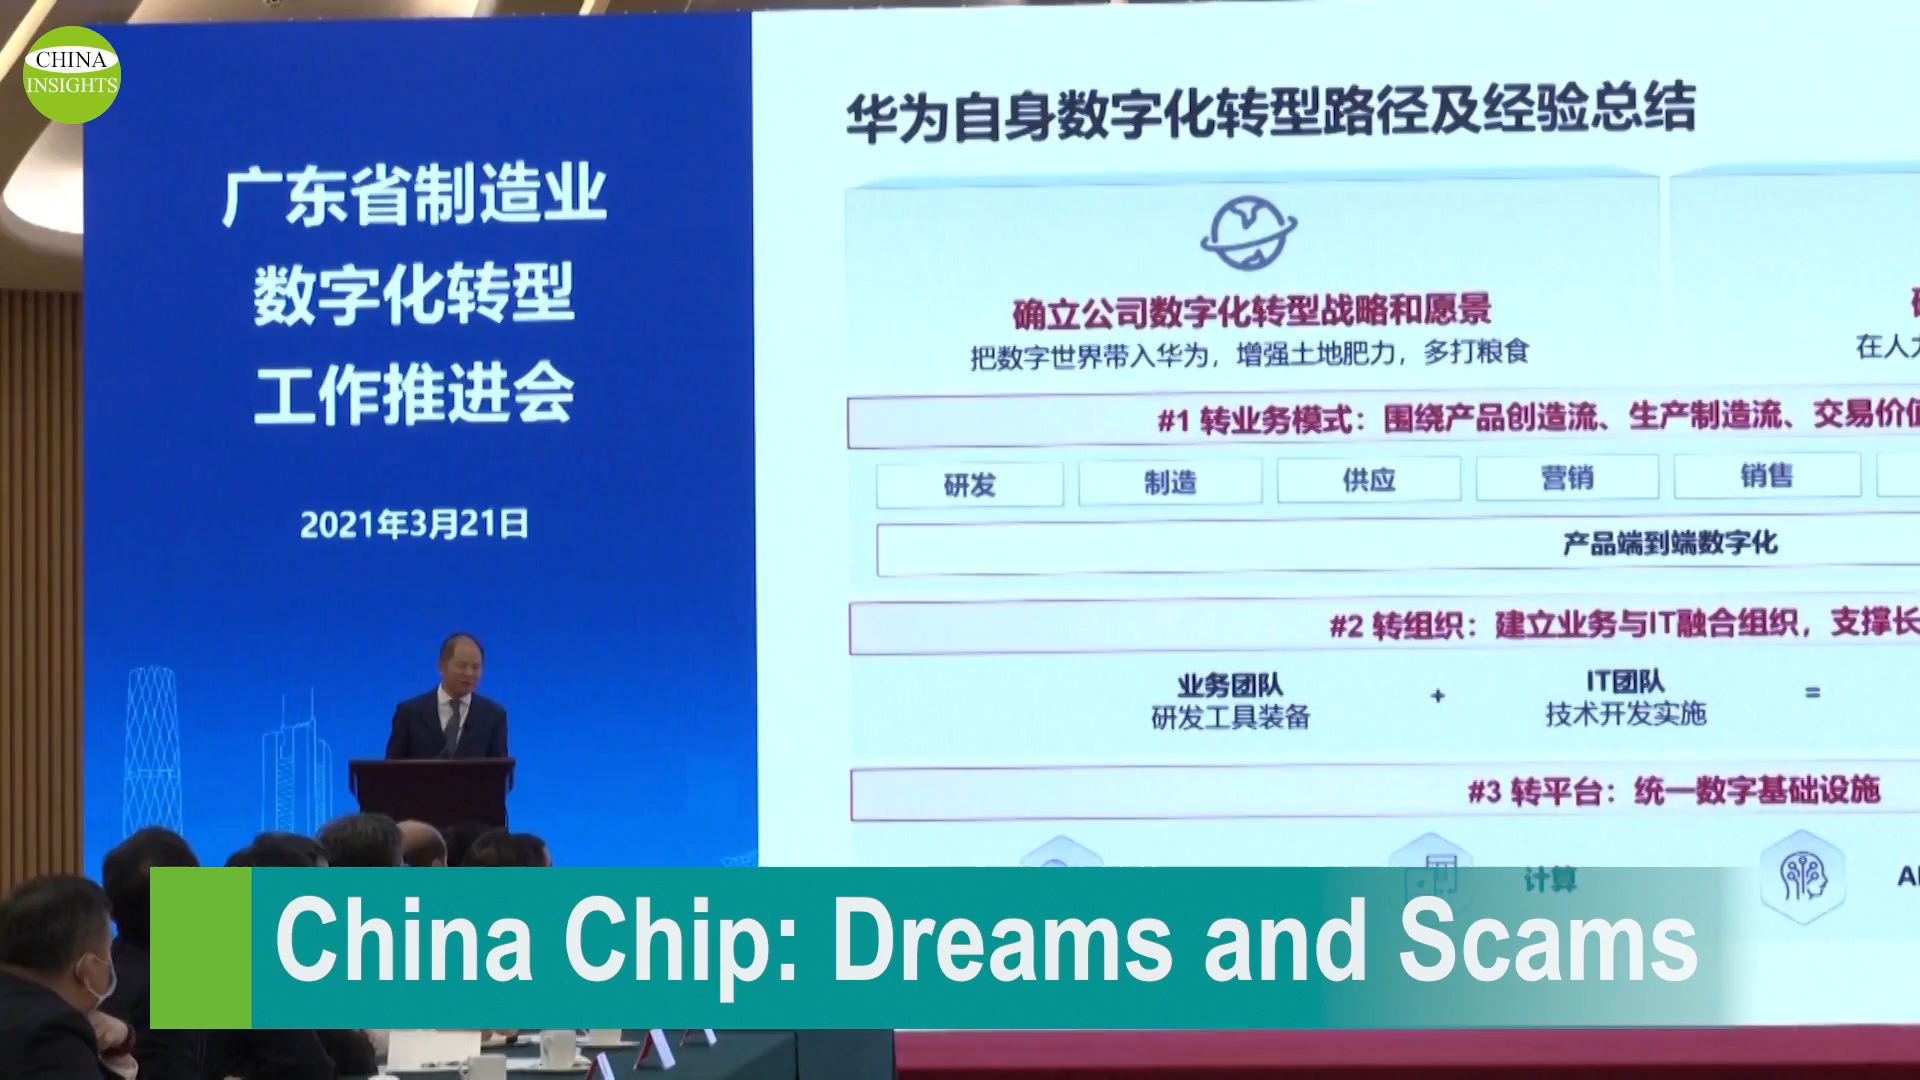 CHINA
INSIGHTS
广东省制造业
数字化转型
工作推进会
2021年3月21日
华为自身数字化转型路径及经验总结
确立公司数字化转型战略和愿景
把数字世界带入华为，增强土地肥力，多打粮食
在人
#1 转业务模式：围绕产品创造流、生产制造流、交易价值
研发 制造 供应 营销 销售
产品端到端数字化
#2 转组织：建立业务与IT融合组织，支撑长
业务团队 + IT团队 =
研发工具装备 技术开发实施
#3 转平台：统一数字基础设施
计算
China Chip: Dreams and Scams